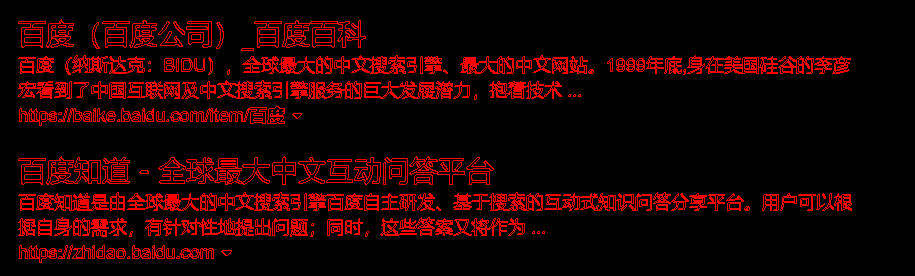 百度（百度公司）_百度百科
百度（纳斯达克：BIDU），全球最大的中文搜索引擎、最大的中文网站。1999年底,身在美国硅谷的李彦
宏看到了中国互联网及中文搜索引擎服务的巨大发展潜力，抱着技术 ...
https://baike.baidu.com/item/百度
百度知道 - 全球最大中文互动问答平台
百度知道是由全球最大的中文搜索引擎百度自主研发、基于搜索的互动式知识问答分享平台。用户可以根
据自身的需求，有针对性地提出问题；同时，这些答案又将作为 ...
https://zhidao.baidu.com